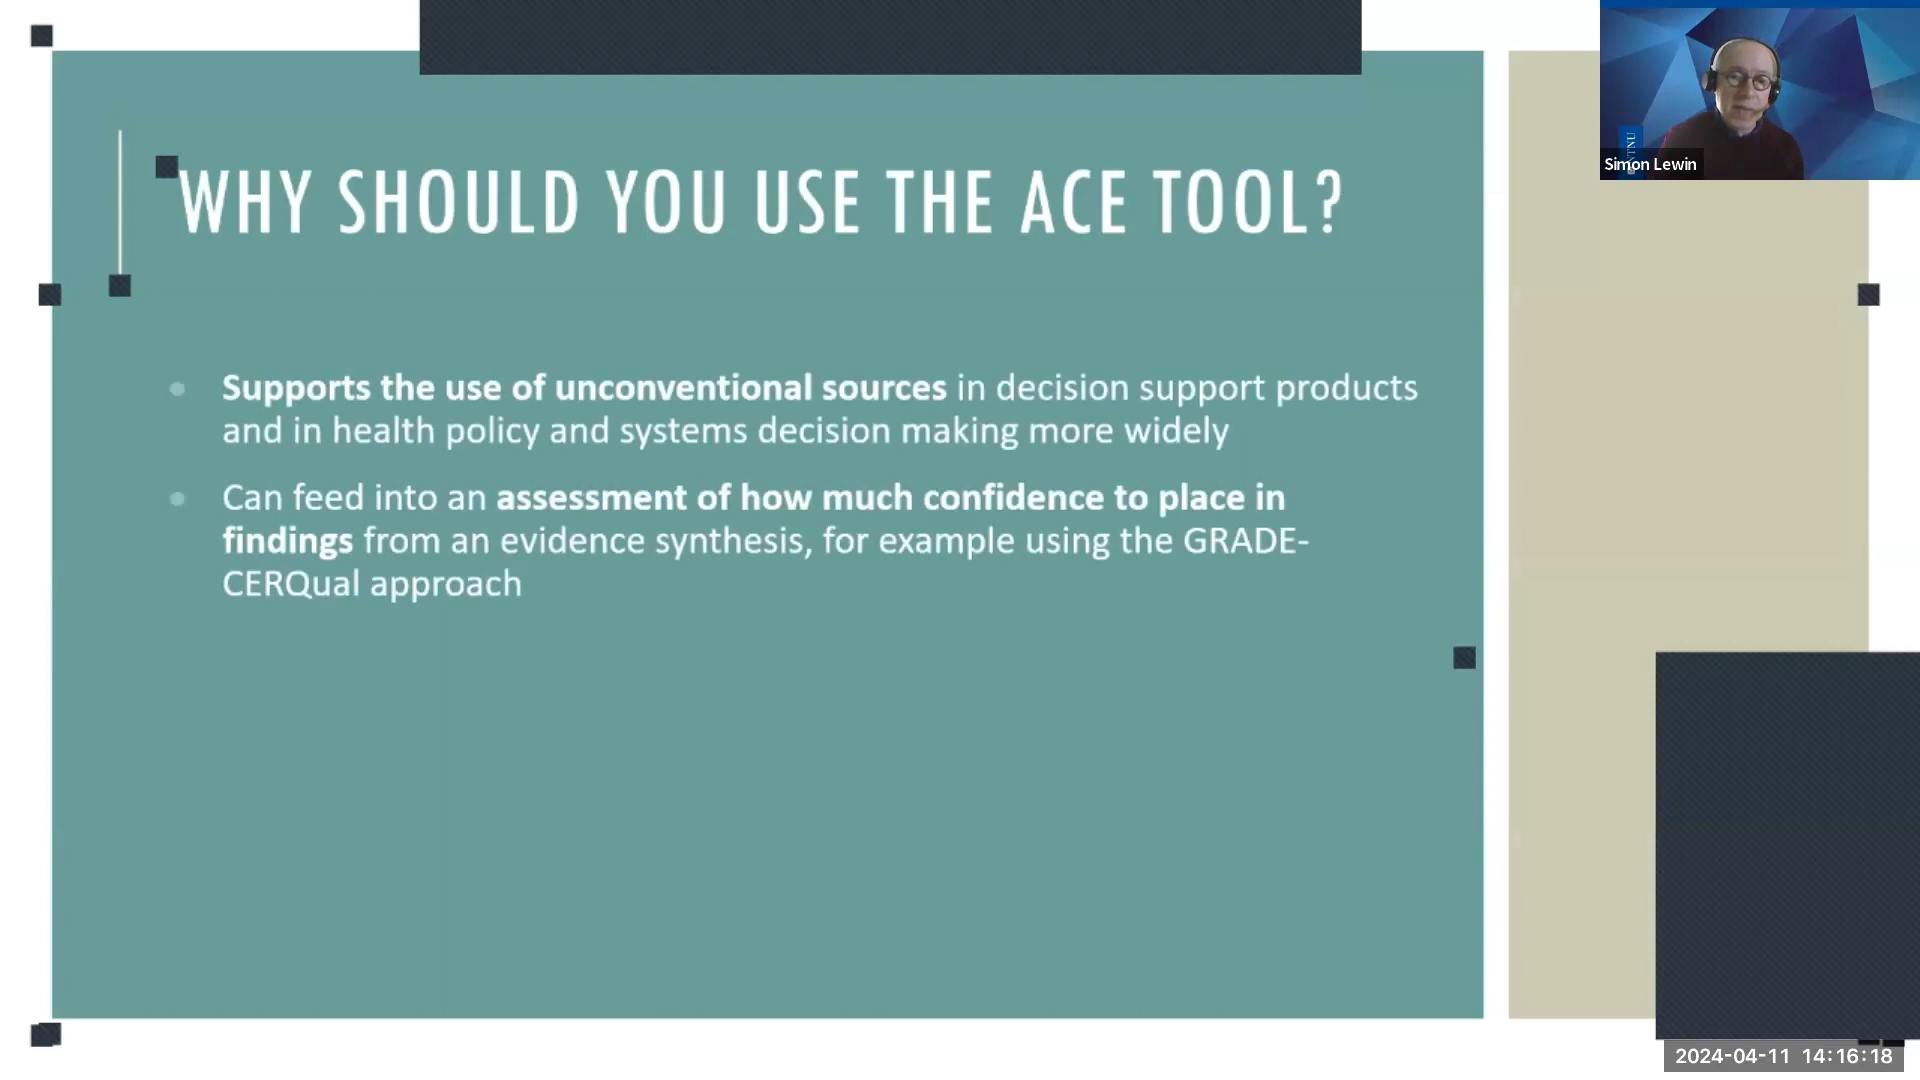 WHY SHOULD YOU USE THE ACE TOOL?
Supports the use of unconventional sources in decision support products
and in health policy and systems decision making more widely
Can feed into an assessment of how much confidence to place in
findings from an evidence synthesis, for example using the GRADE-
CERQual approach
NTNU
Simon Lewin
2024-04-11 14:16:18